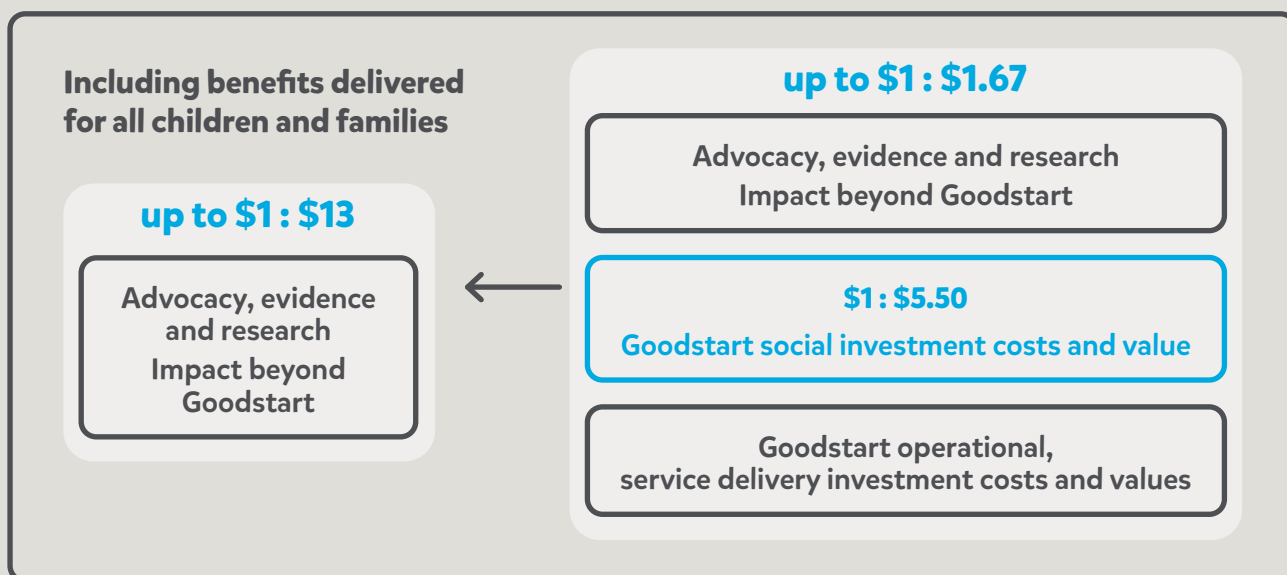 Including benefits delivered
for all children and families
up to $1 : $13
Advocacy, evidence
and research
Impact beyond
Goodstart
up to $1 : $1.67
Advocacy, evidence and research
Impact beyond Goodstart
$1 : $5.50
Goodstart social investment costs and value
Goodstart operational,
service delivery investment costs and values